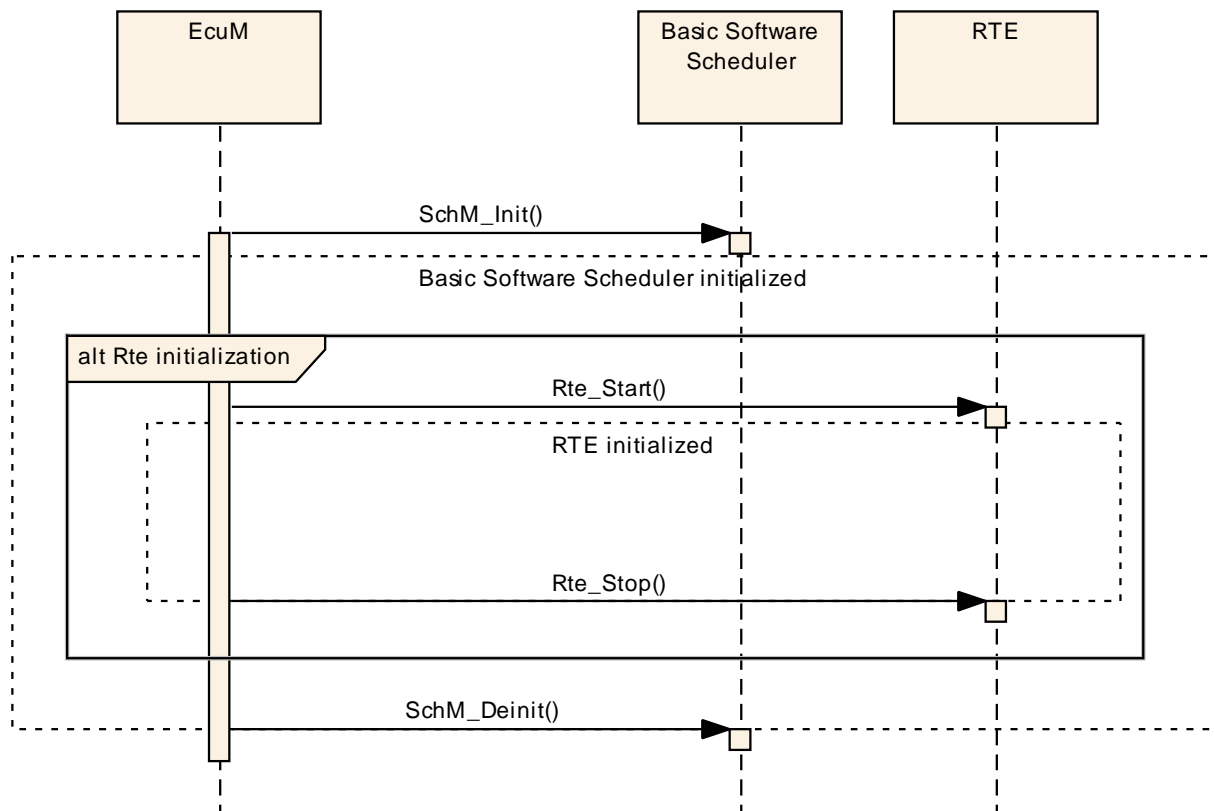 EcuM
Basic Software
Scheduler
RTE
SchM_Init()
Basic Software Scheduler initialized
alt Rte initialization
Rte_Start()
RTE initialized
Rte_Stop()
SchM_Deinit()